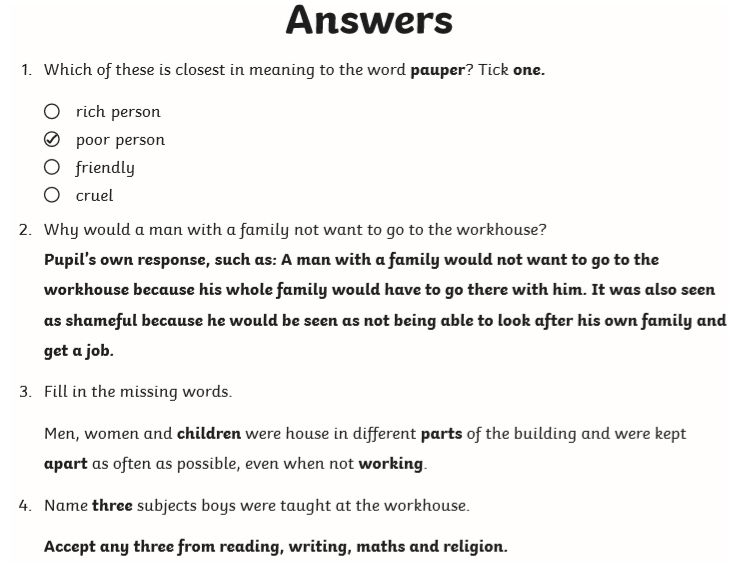 Answers
1. Which of these is closest in meaning to the word pauper? Tick one.
rich person
poor person
friendly
cruel
2. Why would a man with a family not want to go to the workhouse?
Pupil's own response, such as: A man with a family would not want to go to the
workhouse because his whole family would have to go there with him. It was also seen
as shameful because he would be seen as not being able to look after his own family and
get a job.
3. Fill in the missing words.
Men, women and children were house in different parts of the building and were kept
apart as often as possible, even when not working.
4. Name three subjects boys were taught at the workhouse.
Accept any three from reading, writing, maths and religion.